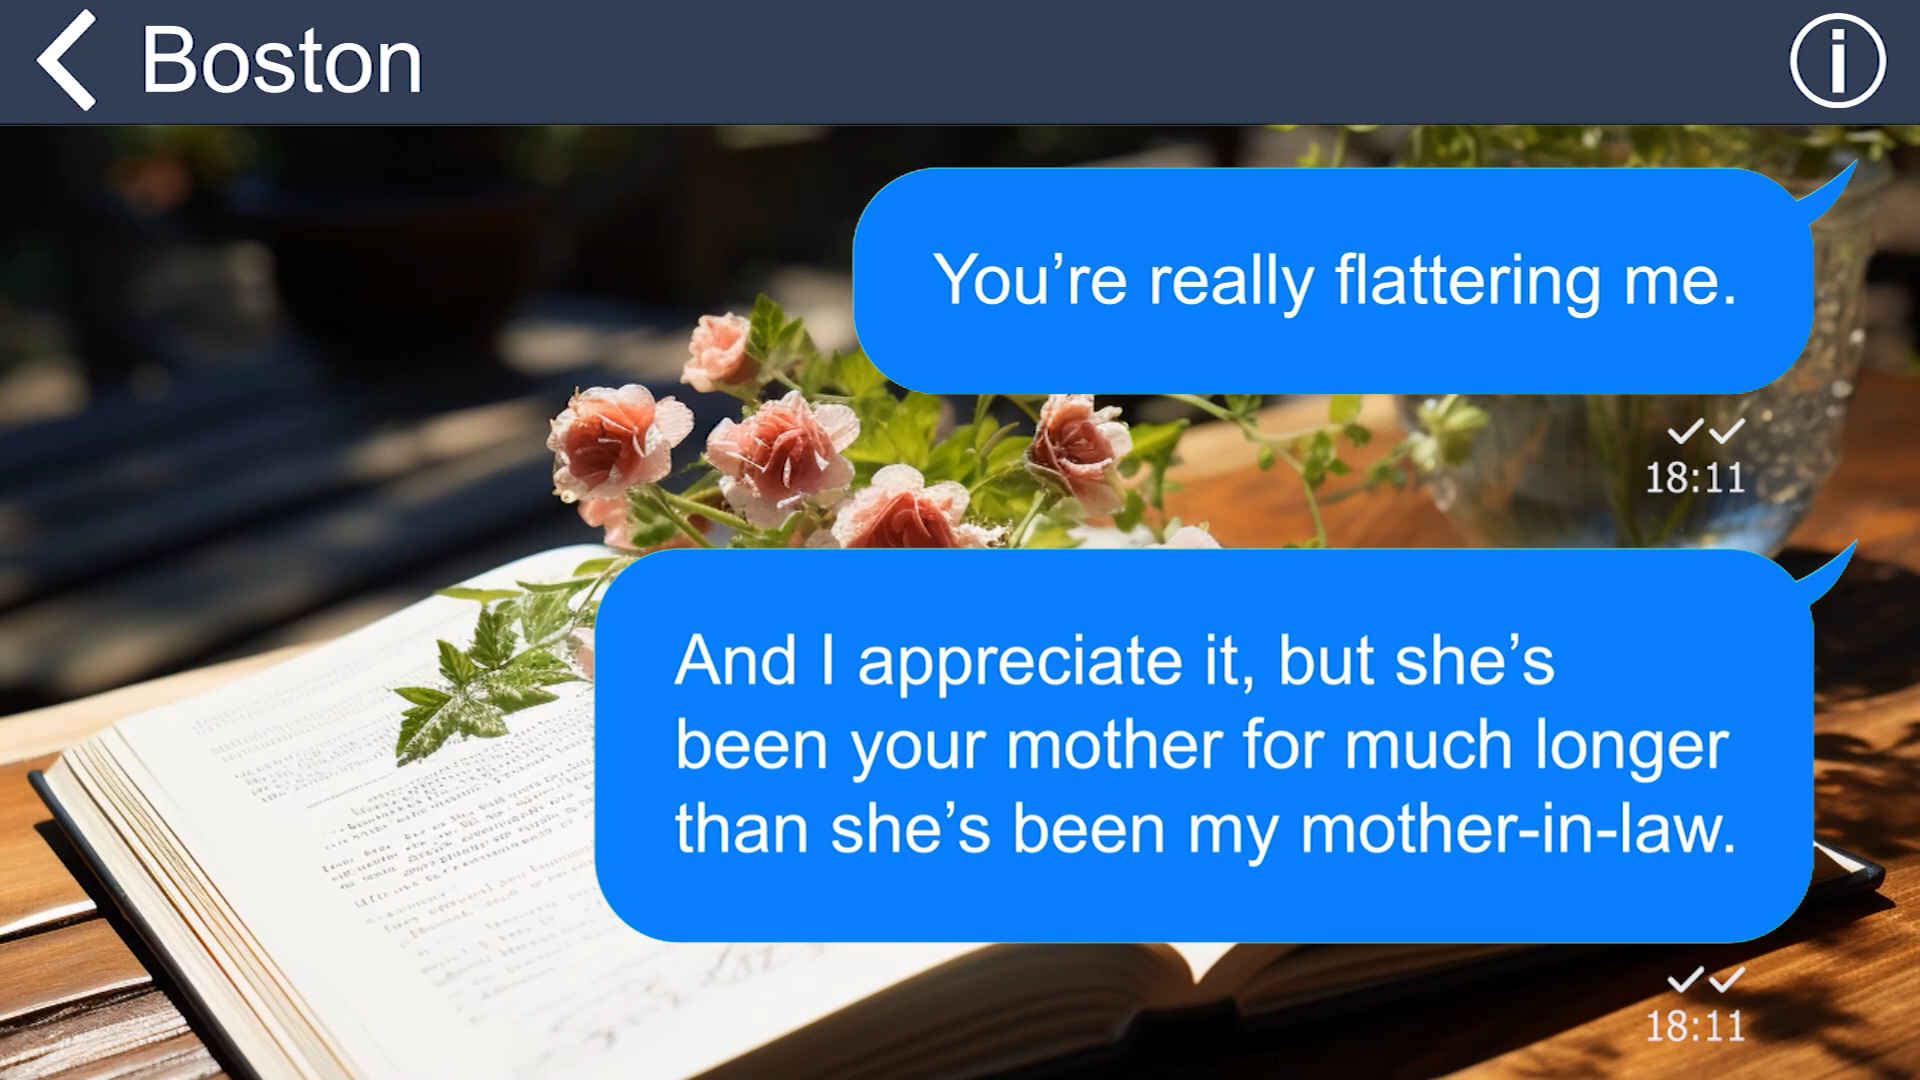 Boston
You’re really flattering me.
18:11
And I appreciate it, but she’s
been your mother for much longer
than she’s been my mother-in-law.
18:11